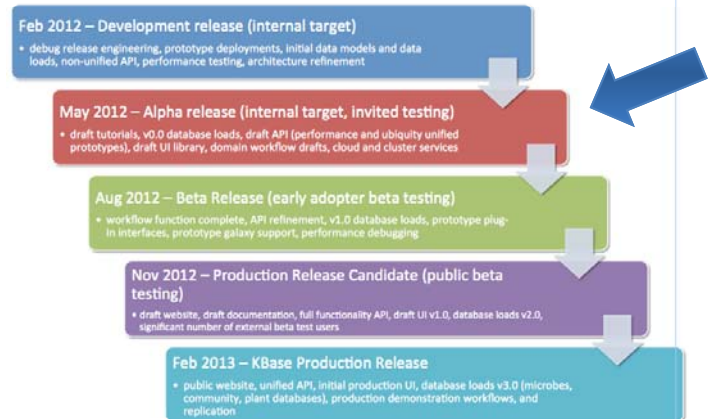 Feb 2012 – Development release (internal target)
• debug release engineering, prototype deployments, initial data models and data
loads, non-unified API, performance testing, architecture refinement
May 2012 – Alpha release (internal target, invited testing)
• draft tutorials, v0.0 database loads, draft API (performance and ubiquity unified
prototypes), draft UI library, domain workflow drafts, cloud and cluster services
Aug 2012 – Beta Release (early adopter beta testing)
• workflow function complete, API refinement, v1.0 database loads, prototype plug-
in interfaces, prototype galaxy support, performance debugging
Nov 2012 – Production Release Candidate (public beta
testing)
• draft website, draft documentation, full functionality API, draft UI v1.0, database loads v2.0,
significant number of external beta test users
Feb 2013 – KBase Production Release
• public website, unified API, initial production UI, database loads v3.0 (microbes,
community, plant databases), production demonstration workflows, and
replication